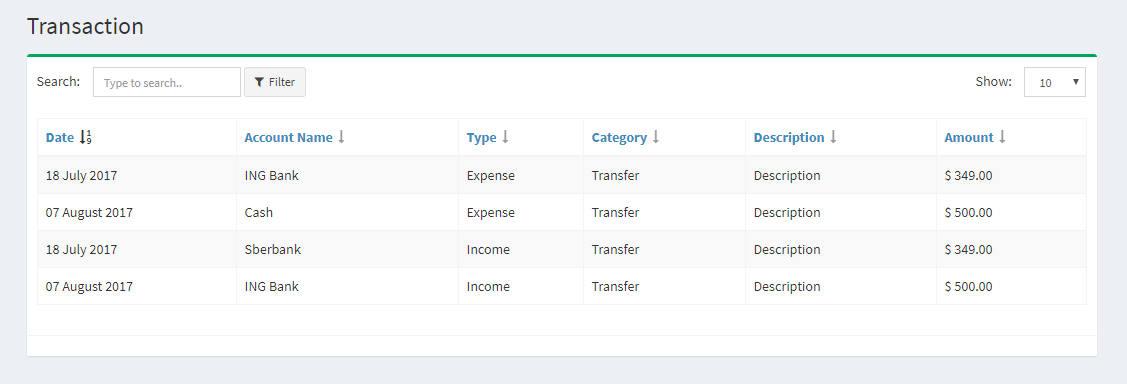 Transaction
Search: Type to search.. Filter Show: 10
Date Account Name Type Category Description Amount
18 July 2017 ING Bank Expense Transfer Description $ 349.00
07 August 2017 Cash Expense Transfer Description $ 500.00
18 July 2017 Sberbank Income Transfer Description $ 349.00
07 August 2017 ING Bank Income Transfer Description $ 500.00